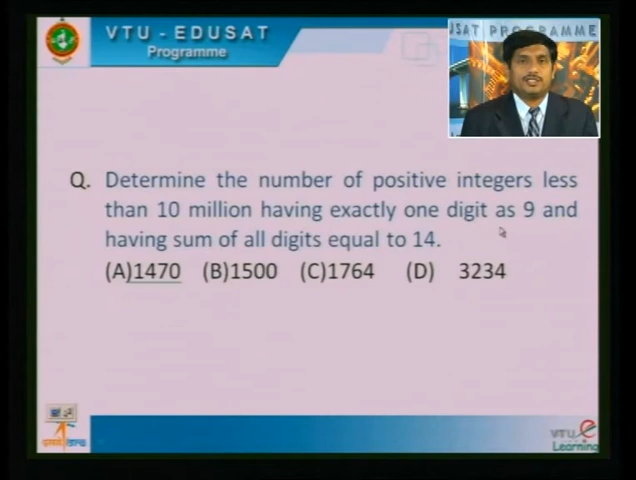 VTU - EDUSAT
Programme
USAT PROGRAMME
Q. Determine the number of positive integers less
than 10 million having exactly one digit as 9 and
having sum of all digits equal to 14.
(A)1470 (B)1500 (C)1764 (D) 3234
VTU e
Learning